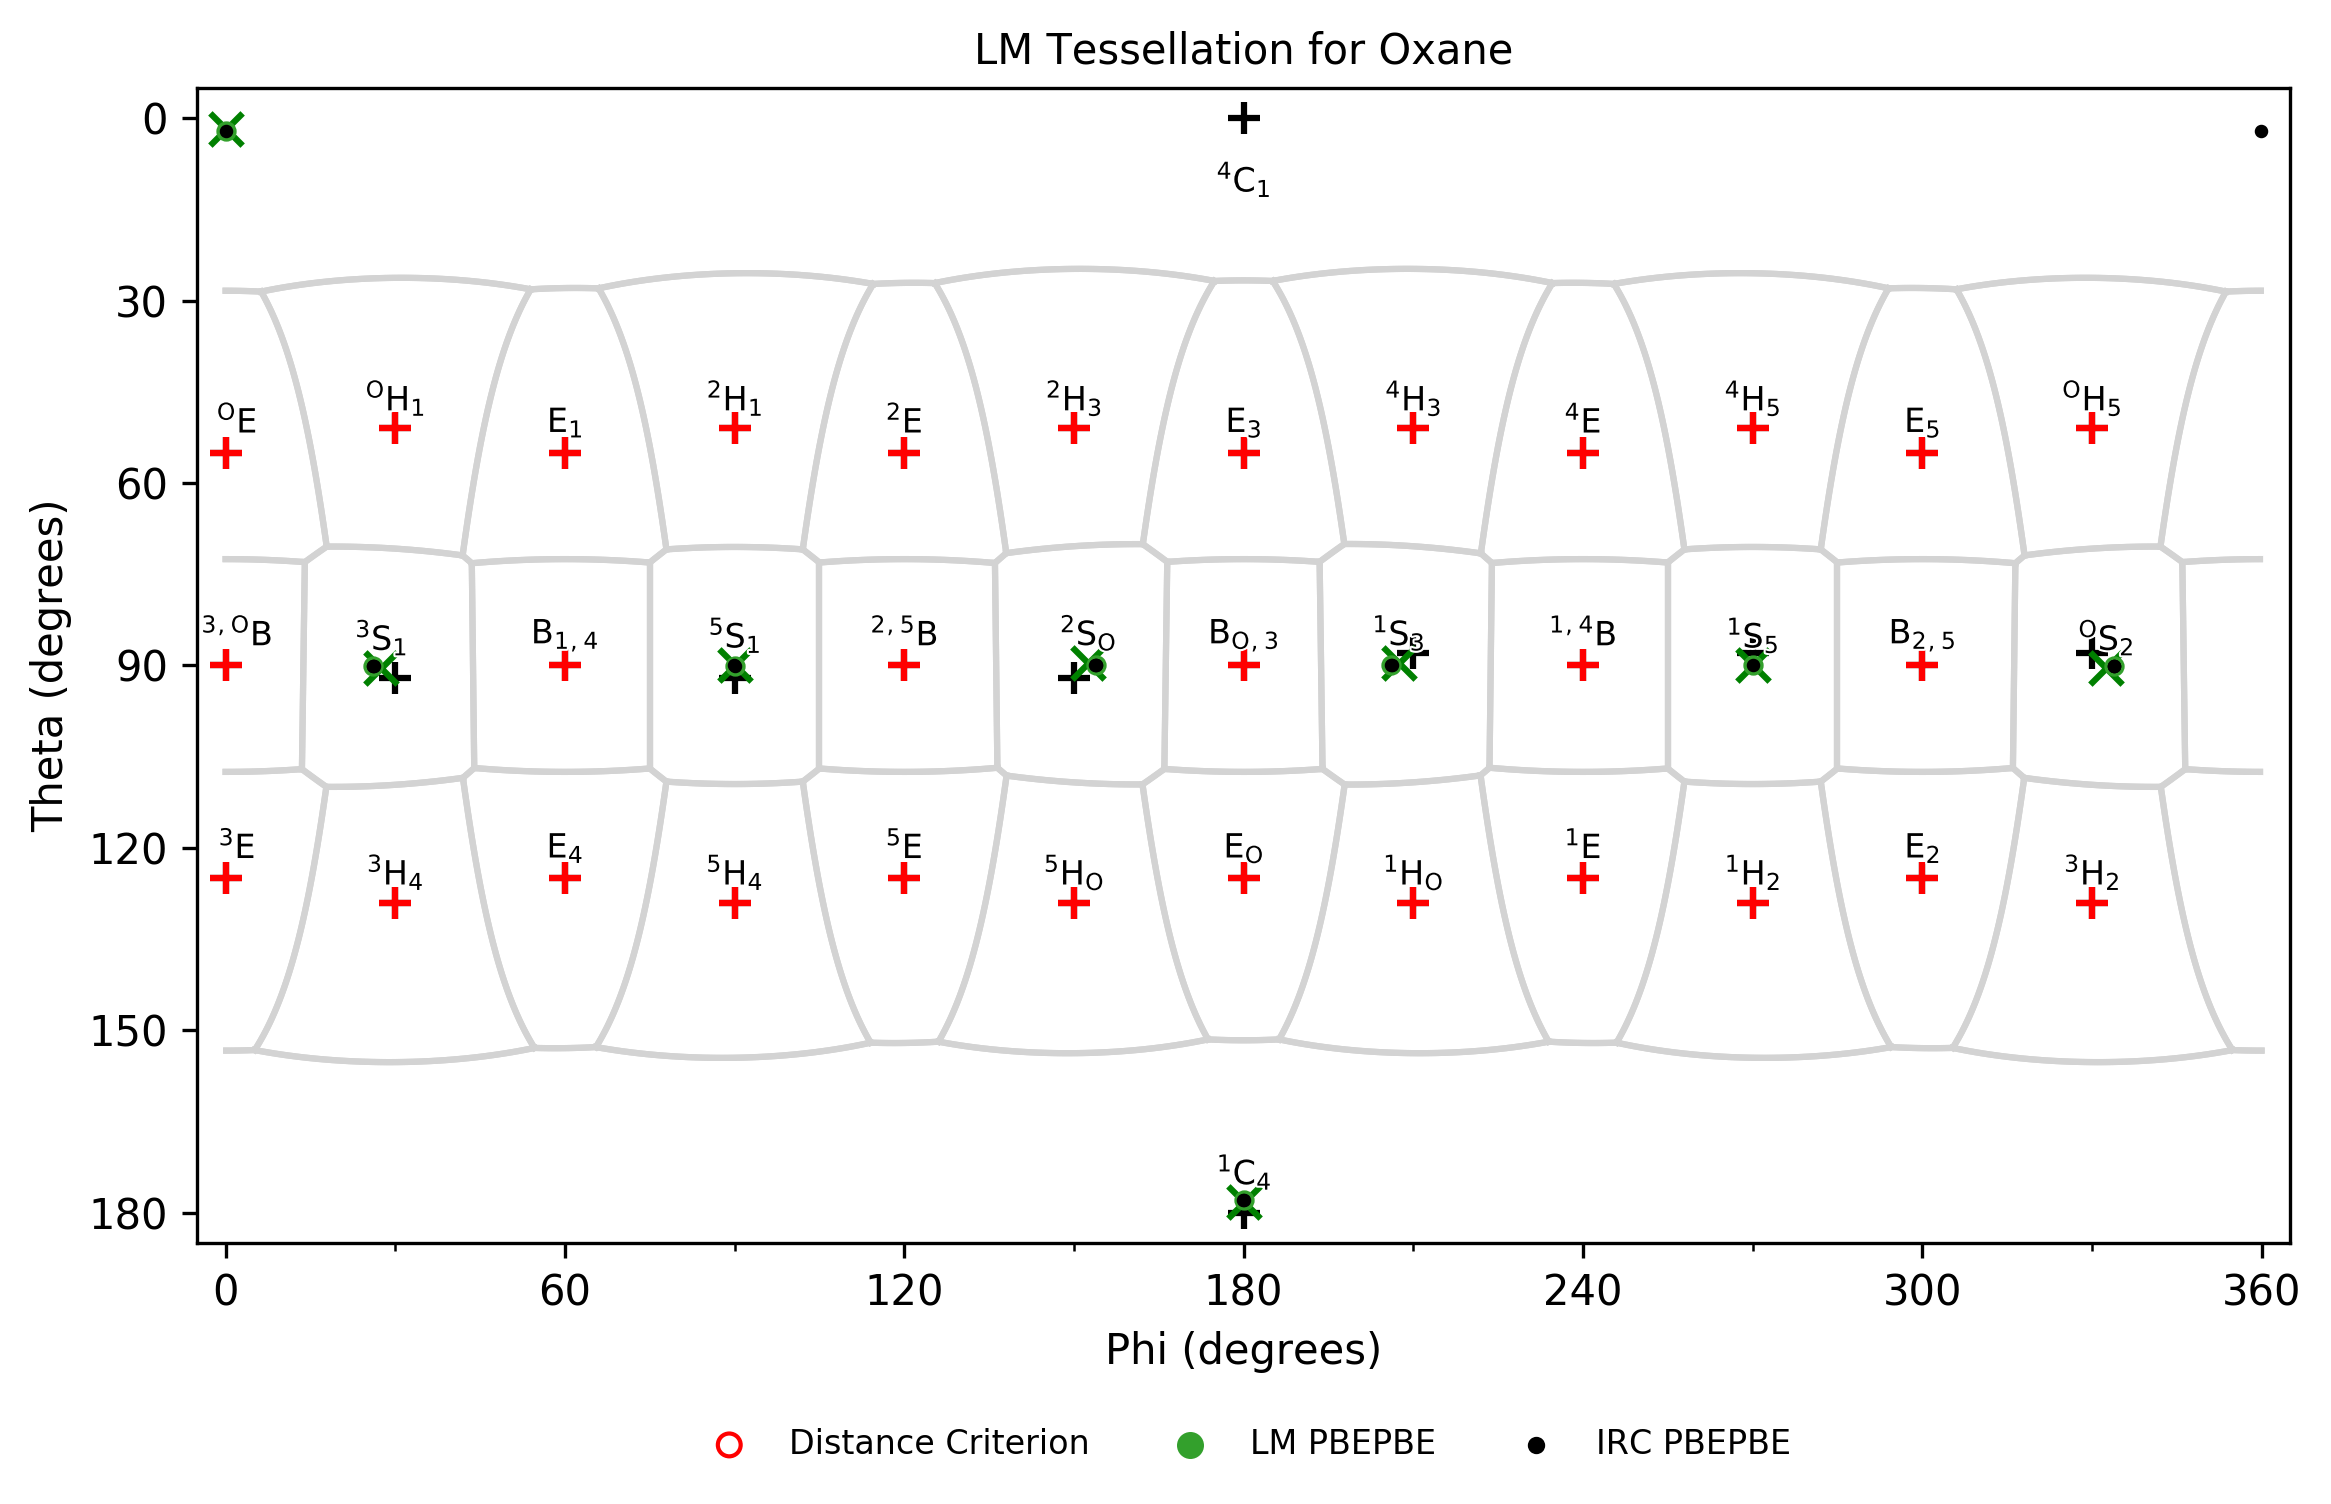 LM Tessellation for Oxane
0
⁴C₁
30
ᴼE ᴼH₁ E₁ ²H₁ ²E ²H₃ E₃ ⁴H₃ ⁴E ⁴H₅ E₅ ᴼH₅
60
³,ᴼB ³S₁ B₁,₄ ⁵S₁ ²,⁵B ²Sₒ Bₒ,₃ ¹S₃ ¹,⁴B ¹S₅ B₂,₅ ᴼS₂
90
120
³E ³H₄ E₄ ⁵H₄ ⁵E ⁵Hₒ Eₒ ¹Hₒ ¹E ¹H₂ E₂ ³H₂
150
¹C₄
180
Theta (degrees)
0 60 120 180 240 300 360
Phi (degrees)
Distance Criterion LM PBEPBE IRC PBEPBE